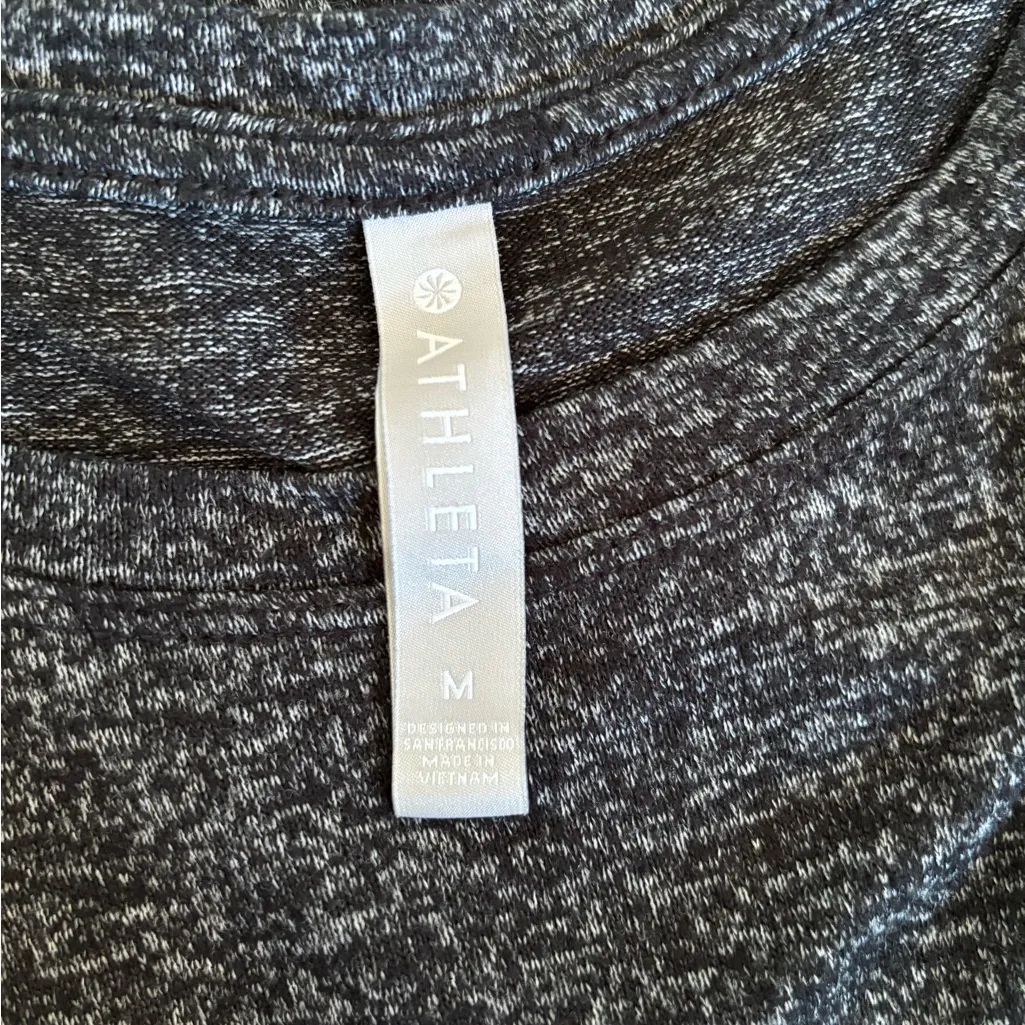 ATHLETA
M
DESIGNED IN
SAN FRANCISCO
MADE IN
VIETNAM